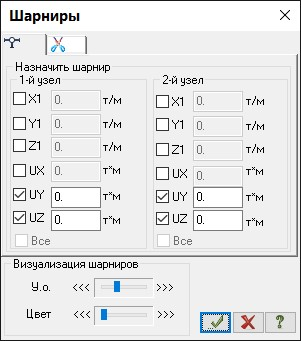 Шарниры
Назначить шарнир
1-й узел 2-й узел
X1 0. т/м X1 0. т/м
Y1 0. т/м Y1 0. т/м
Z1 0. т/м Z1 0. т/м
UX 0. т*м UX 0. т*м
UY 0. т*м UY 0. т*м
UZ 0. т*м UZ 0. т*м
Все Все
Визуализация шарниров
У.о. <<< >>>
Цвет <<< >>>
?